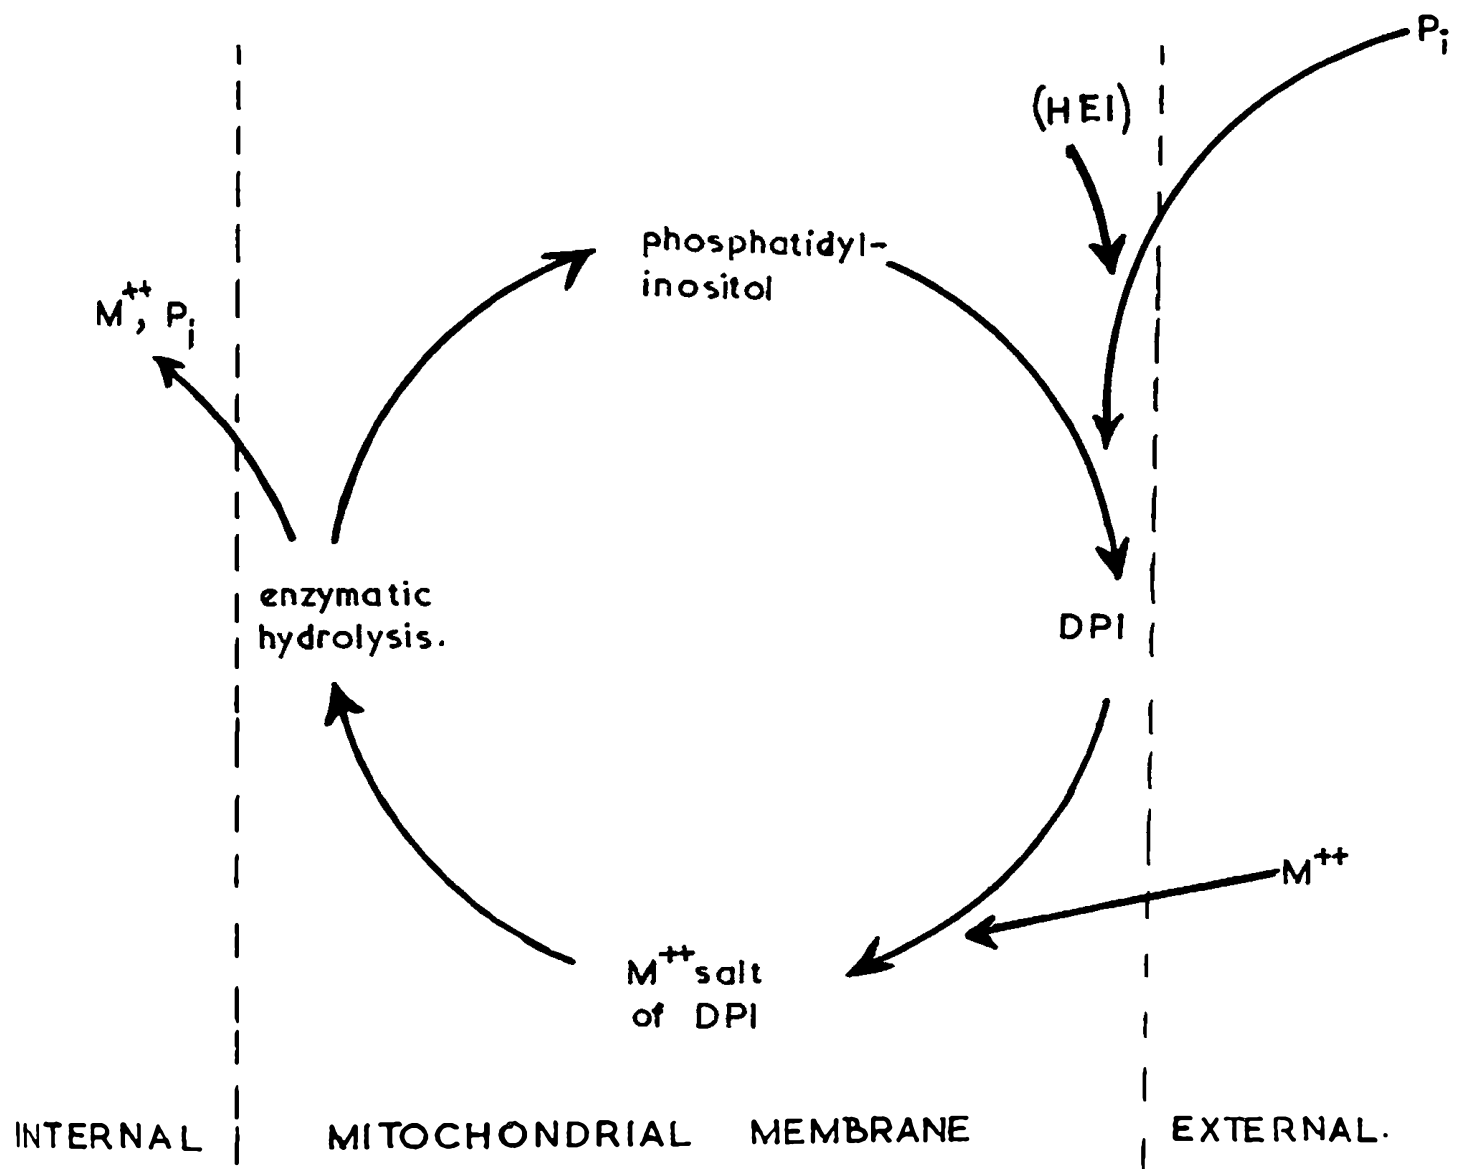 Pi
(HEI)
phosphatidyl-
inositol
M++, Pi
enzymatic
hydrolysis.
DPI
M++
M++ salt
of DPI
INTERNAL
MITOCHONDRIAL MEMBRANE
EXTERNAL.